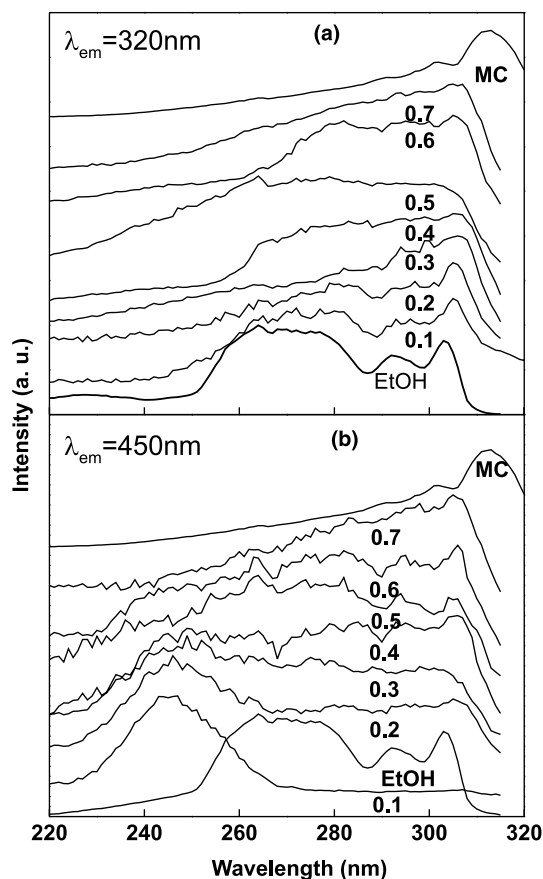 (a)
λem=320nm
MC
0.7
0.6
0.5
0.4
0.3
0.2
0.1
EtOH
Intensity (a. u.)
(b)
λem=450nm
MC
0.7
0.6
0.5
0.4
0.3
0.2
EtOH
0.1
220 240 260 280 300 320
Wavelength (nm)